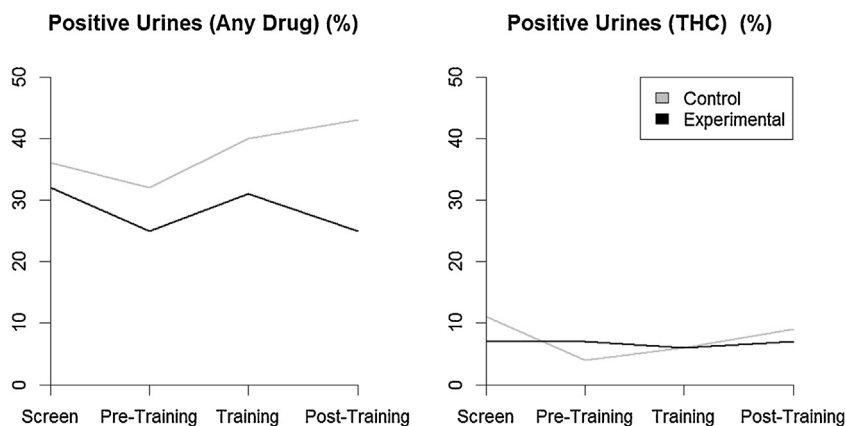 Positive Urines (Any Drug) (%)
50
40
30
20
10
0
Screen Pre-Training Training Post-Training
Positive Urines (THC) (%)
50
40
30
20
10
0
Control
Experimental
Screen Pre-Training Training Post-Training